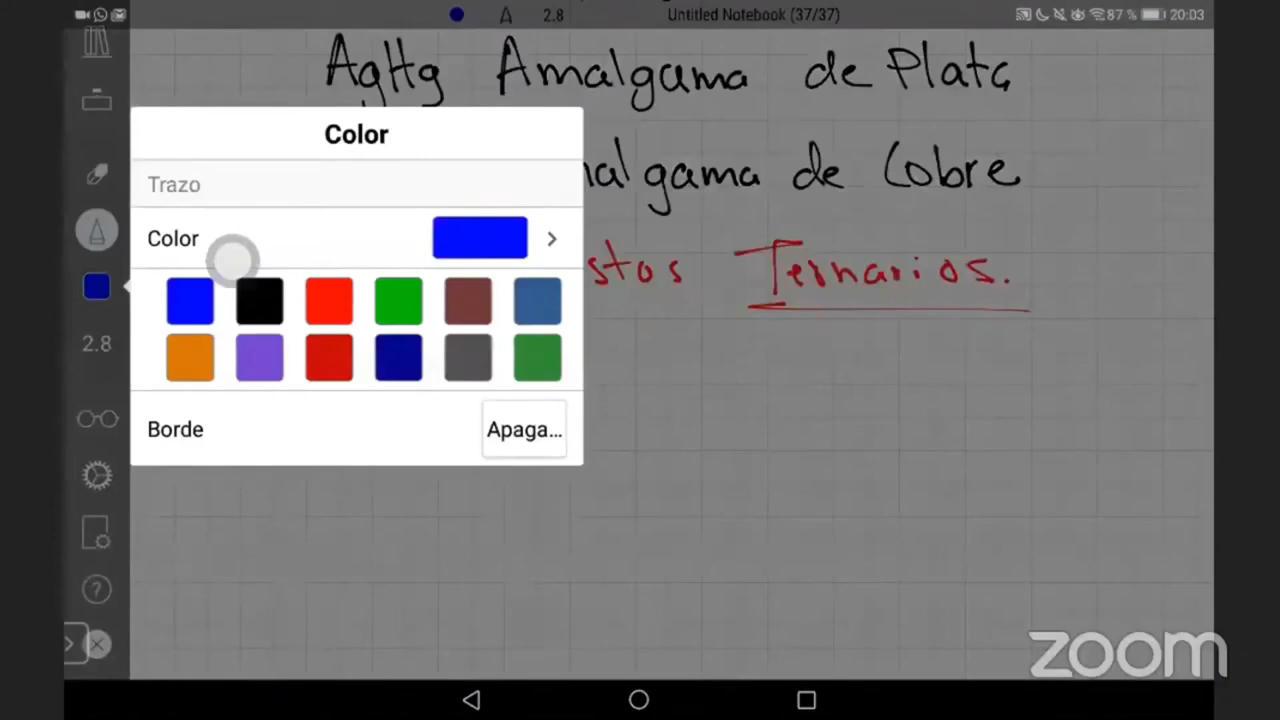 A 2.8 Untitled Notebook (37/37) 87 % 20:03
AgHg Amalgama de Plata
algama de Cobre
stos Ternarios.
Color
Trazo
Color
2.8
Borde Apaga...
zoom